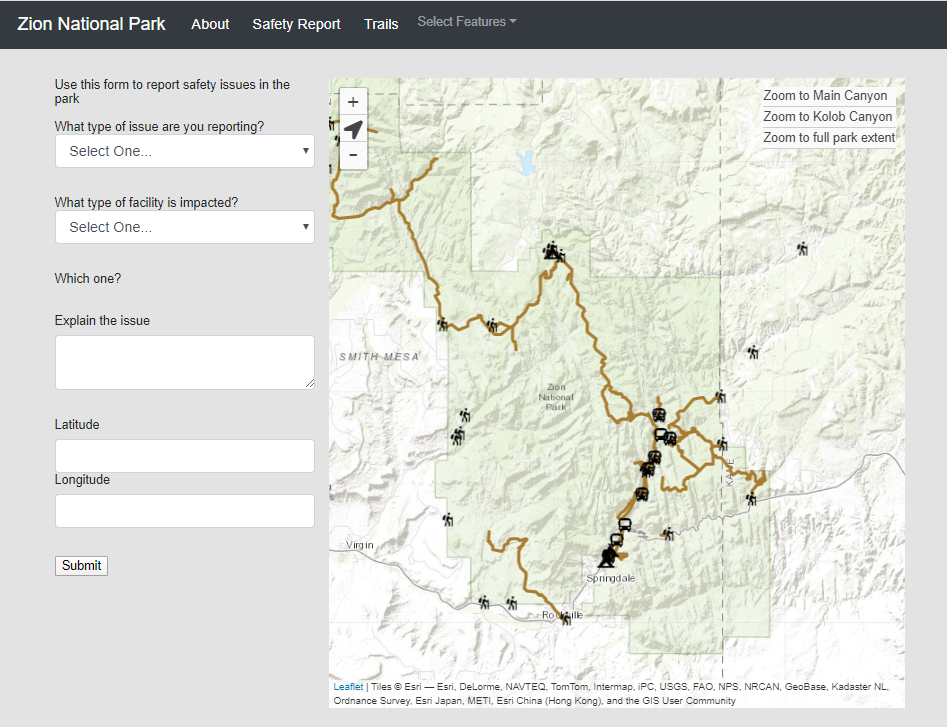 Zion National Park About Safety Report Trails Select Features
Use this form to report safety issues in the
park
What type of issue are you reporting?
Select One...
What type of facility is impacted?
Select One...
Which one?
Explain the issue
Latitude
Longitude
Submit
+
-
Zoom to Main Canyon
Zoom to Kolob Canyon
Zoom to full park extent
SMITH MESA
Zion
National
Park
KANE
Virgin
Springdale
Rockville
Leaflet | Tiles © Esri — Esri, DeLorme, NAVTEQ, TomTom, Intermap, iPC, USGS, FAO, NPS, NRCAN, GeoBase, Kadaster NL,
Ordnance Survey, Esri Japan, METI, Esri China (Hong Kong), and the GIS User Community